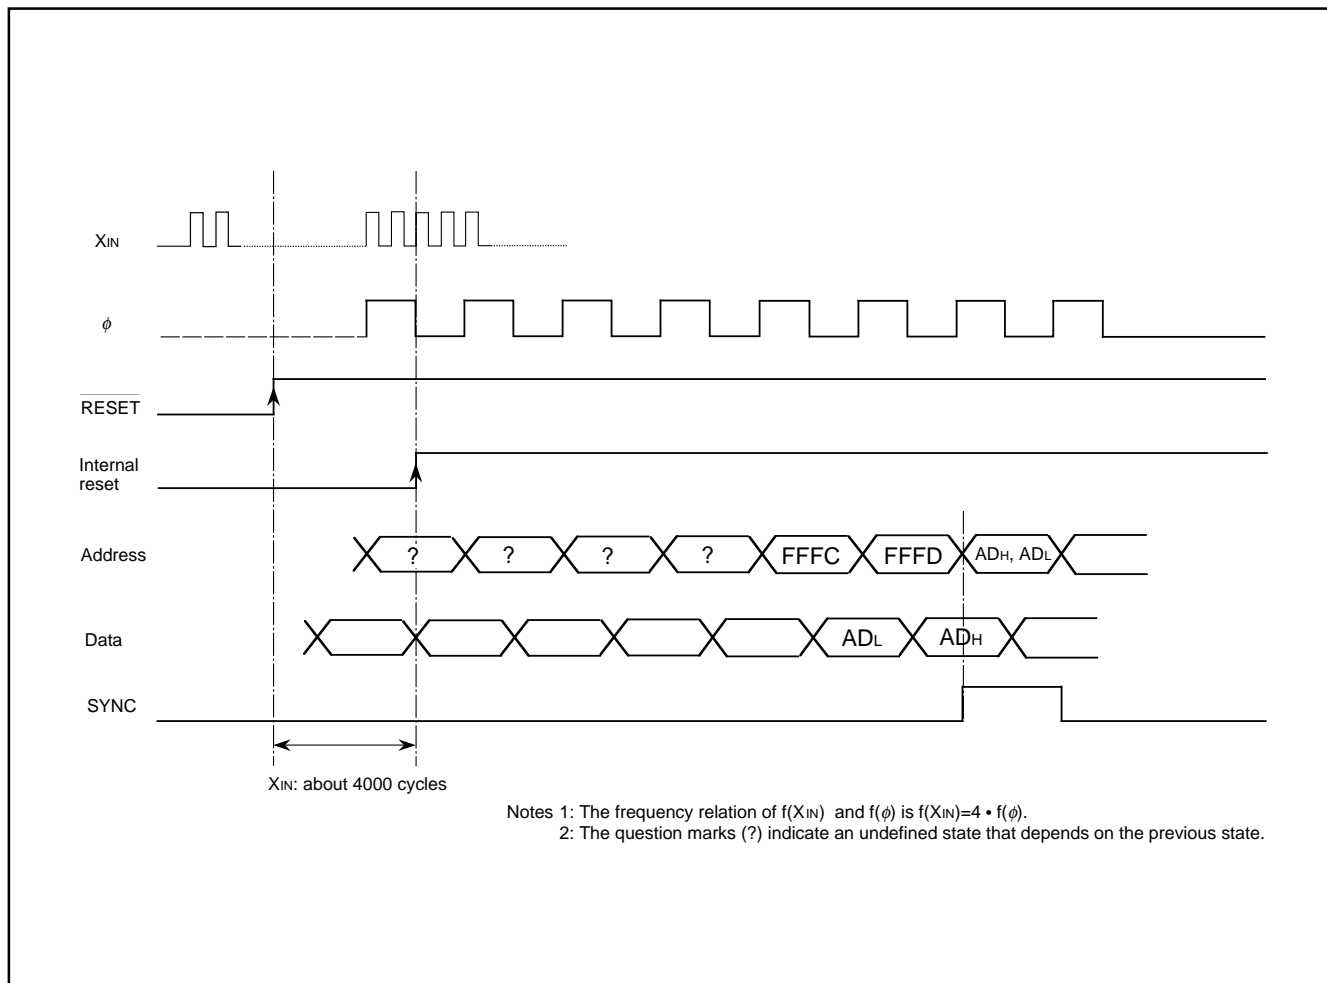 XIN
ϕ
RESET
Internal
reset
Address
? ? ? ? FFFC FFFD ADH, ADL
Data
ADL ADH
SYNC
XIN: about 4000 cycles
Notes 1: The frequency relation of f(XIN) and f(ϕ) is f(XIN)=4 • f(ϕ).
2: The question marks (?) indicate an undefined state that depends on the previous state.